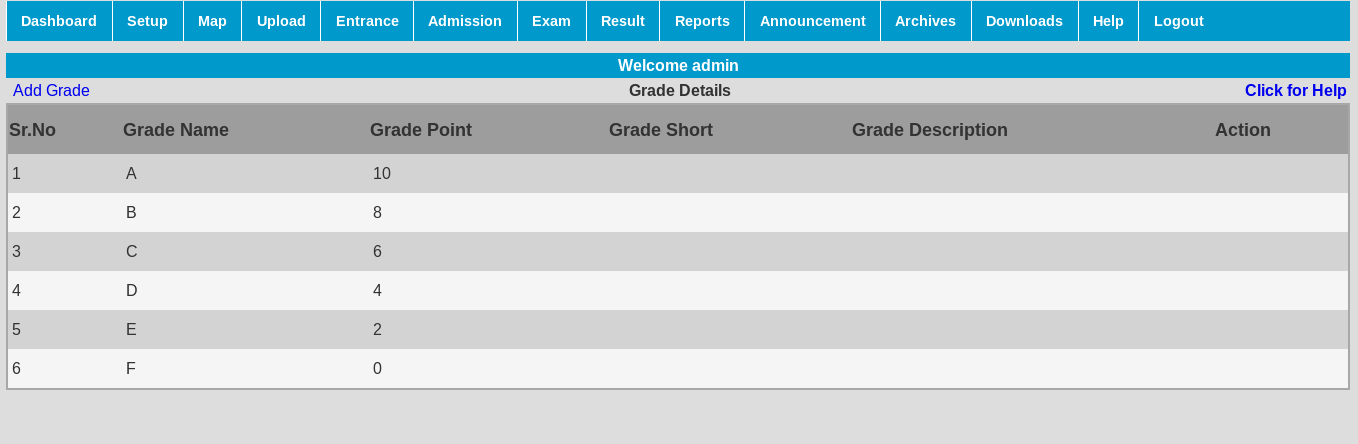 Dashboard Setup Map Upload Entrance Admission Exam Result Reports Announcement Archives Downloads Help Logout
Welcome admin
Add Grade Grade Details Click for Help
Sr.No Grade Name Grade Point Grade Short Grade Description Action
1 A 10
2 B 8
3 C 6
4 D 4
5 E 2
6 F 0